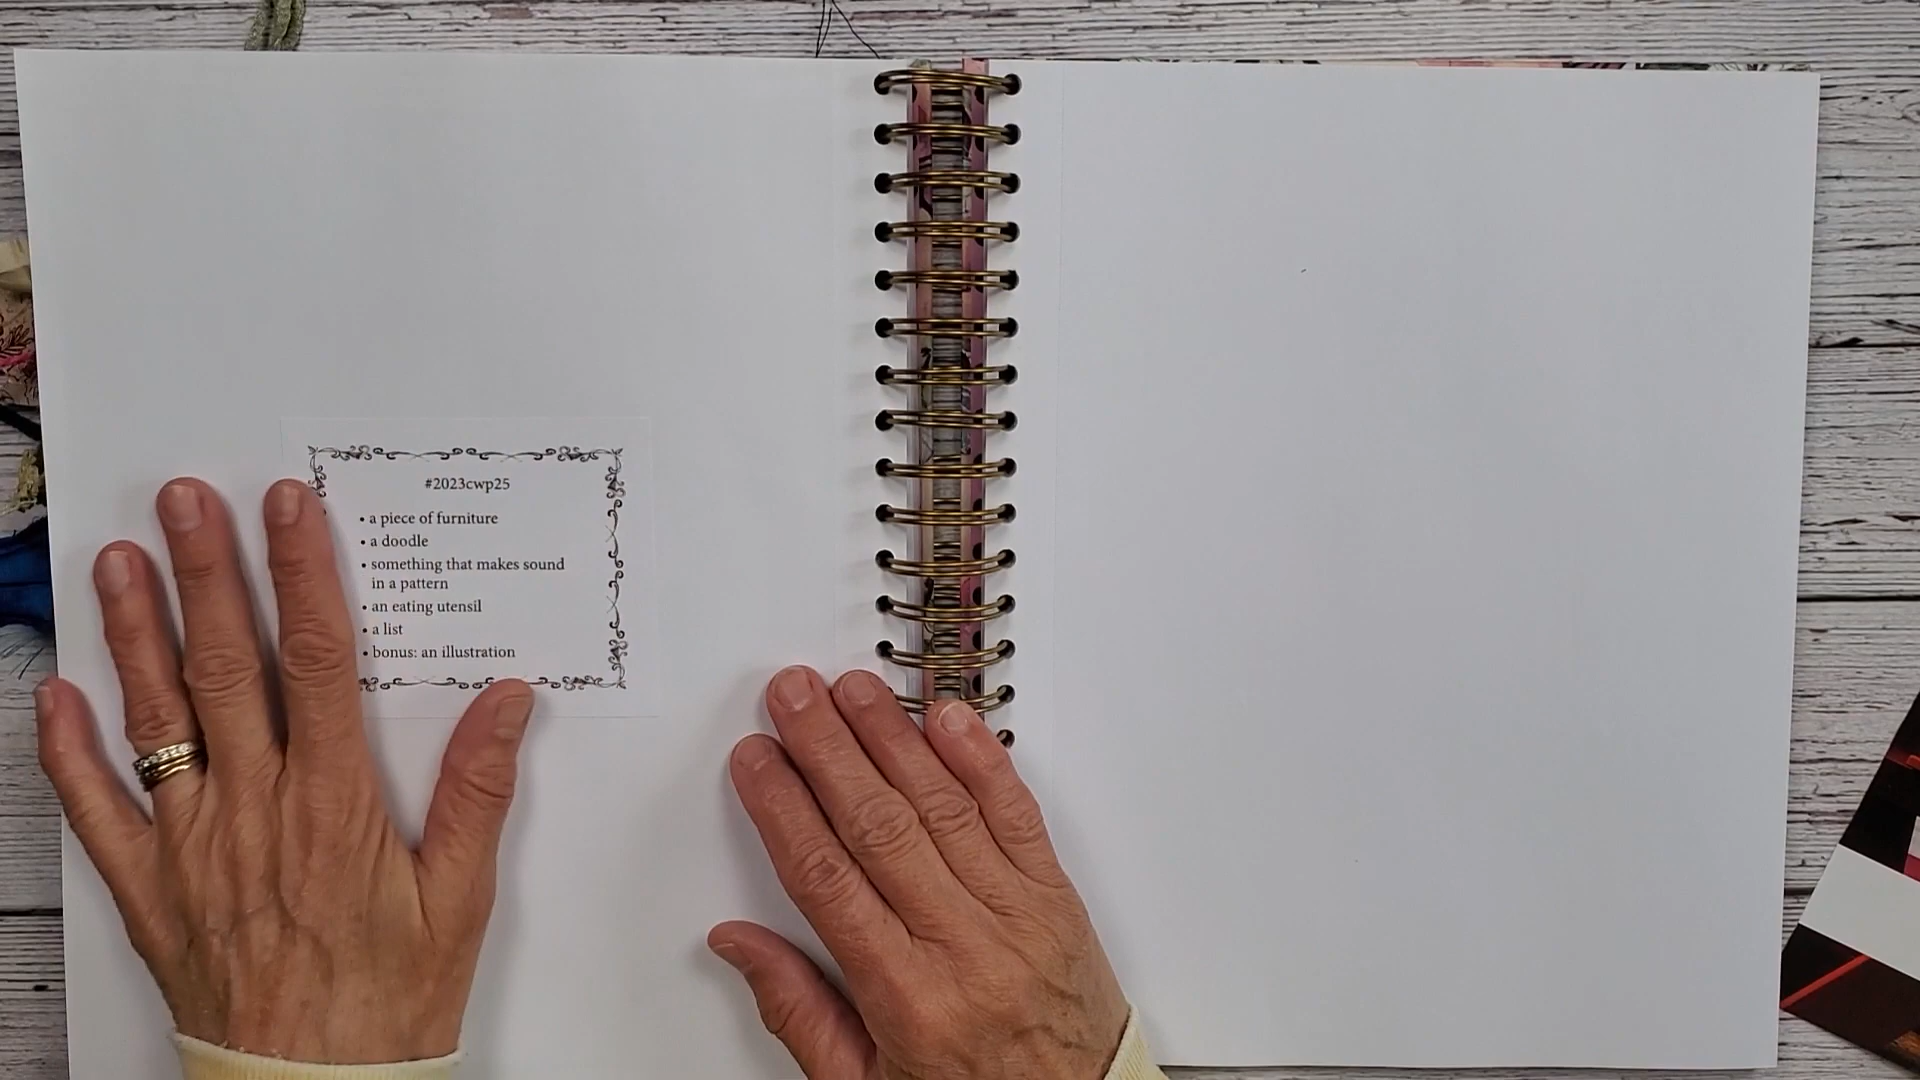 #2023cwp25
• a piece of furniture
• a doodle
• something that makes sound
in a pattern
• an eating utensil
• a list
• bonus: an illustration